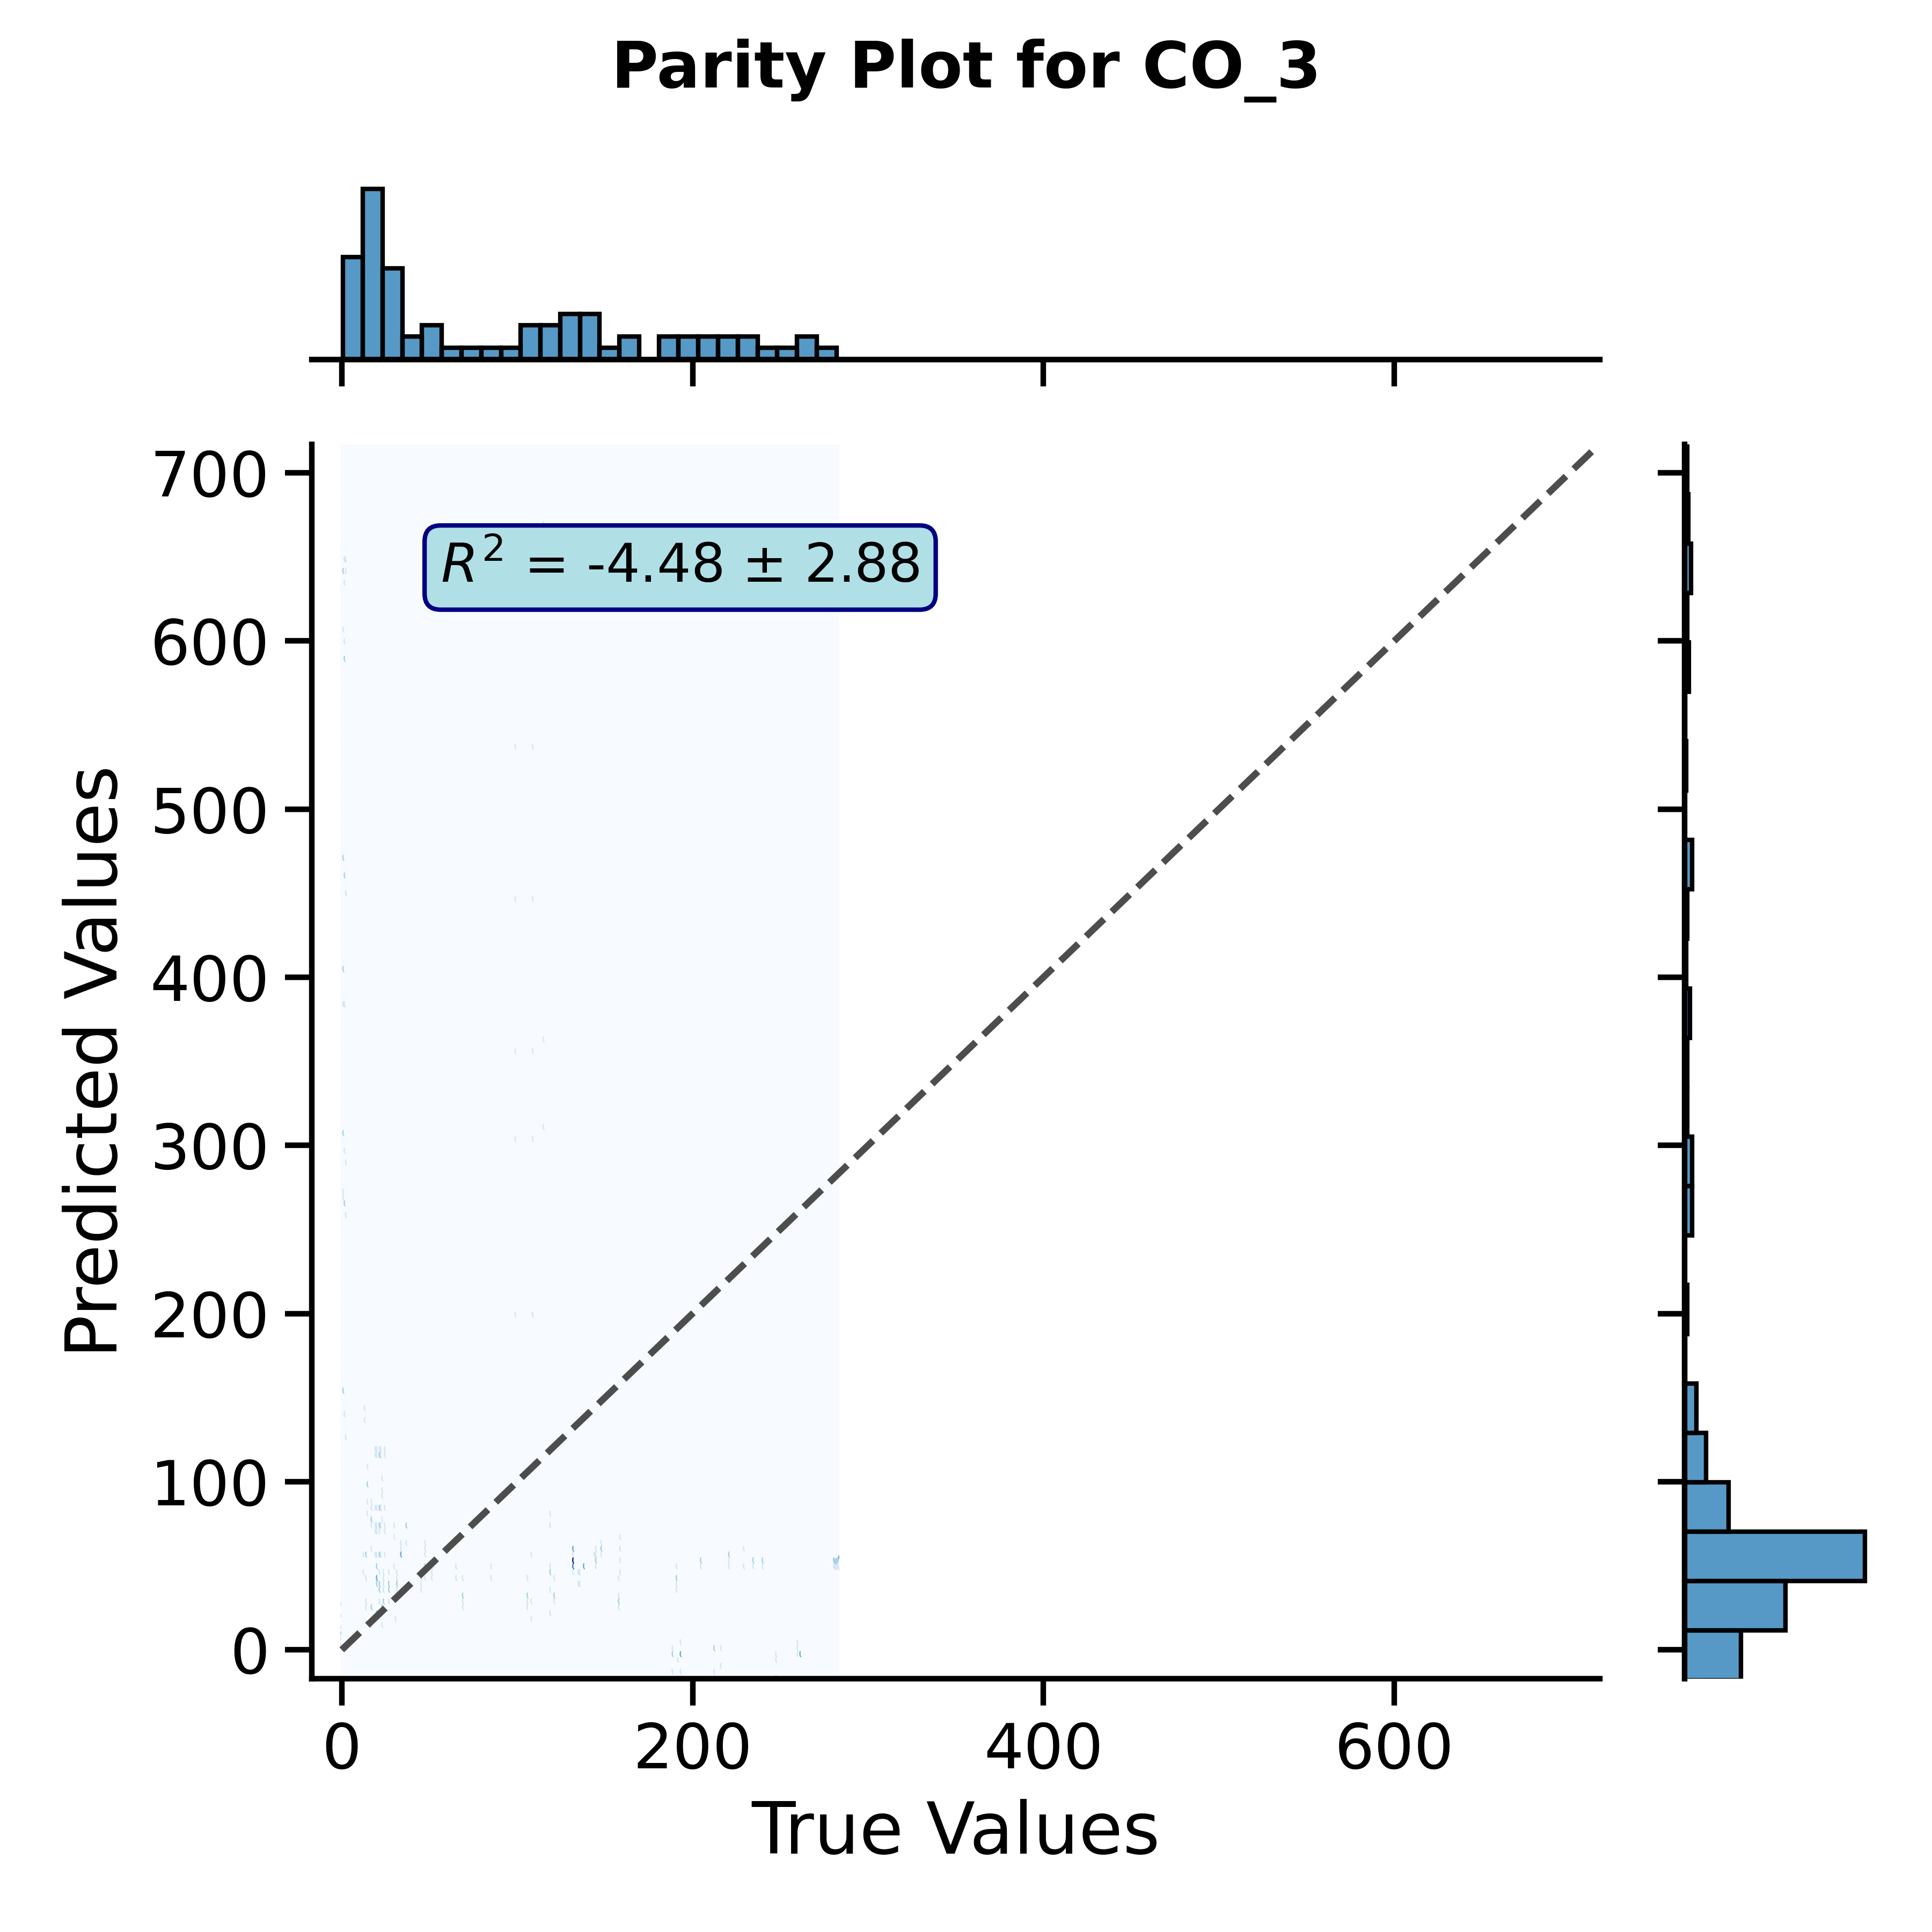 Parity Plot for CO_3
R² = -4.48 ± 2.88
700
600
500
400
300
200
100
0
Predicted Values
0 200 400 600
True Values